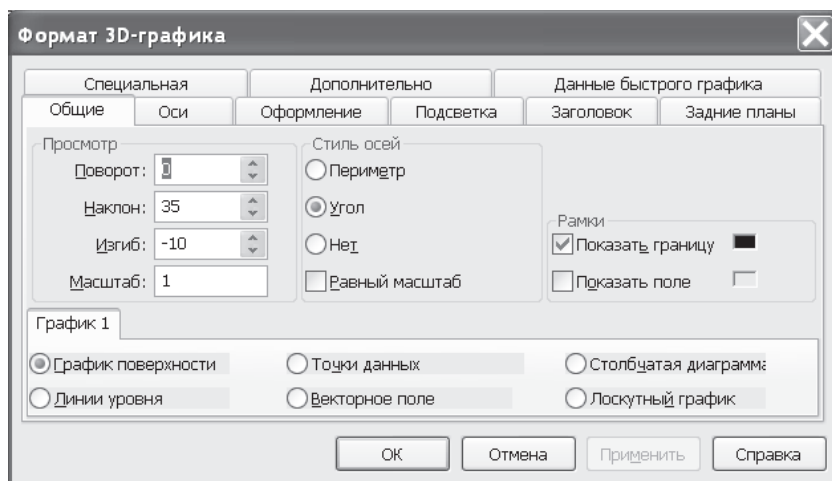 Формат 3D-графика
Специальная Дополнительно Данные быстрого графика
Общие Оси Оформление Подсветка Заголовок Задние планы
Просмотр
Поворот: 0
Наклон: 35
Изгиб: -10
Масштаб: 1
Стиль осей
Периметр
Угол
Нет
Равный масштаб
Рамки
Показать границу
Показать поле
График 1
График поверхности Точки данных Столбчатая диаграмма
Линии уровня Векторное поле Лоскутный график
ОК Отмена Применить Справка